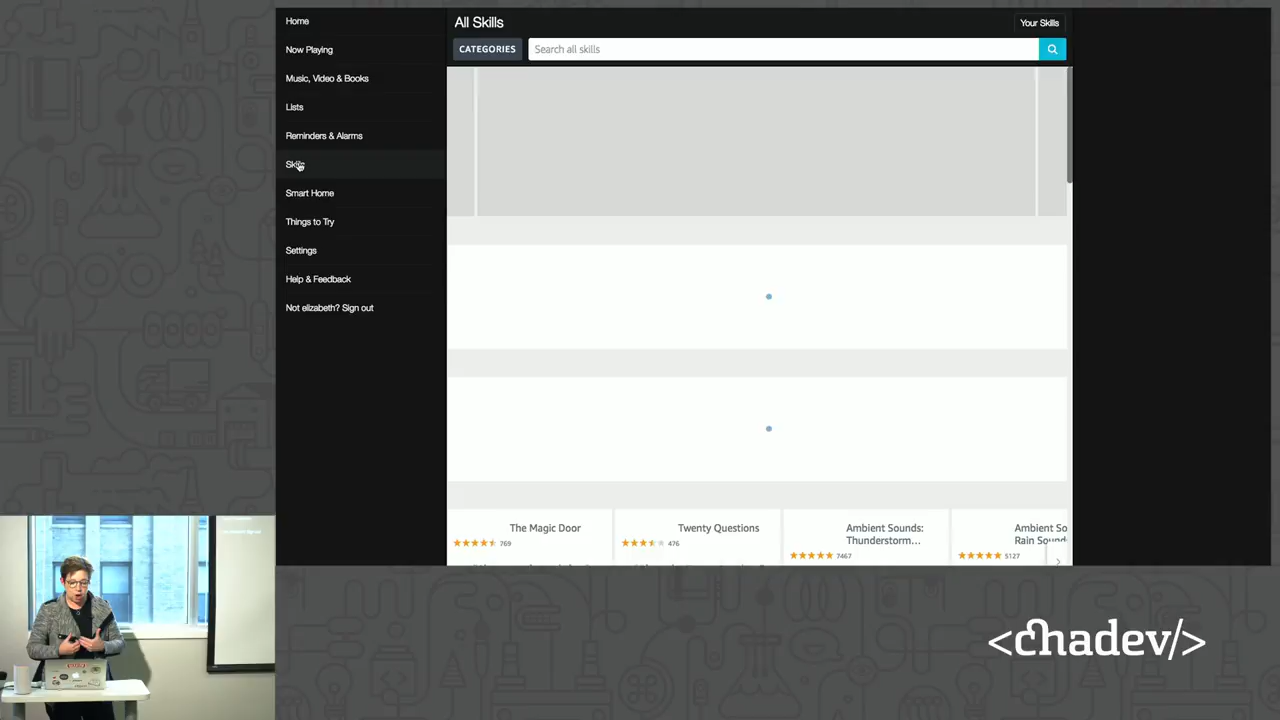 Home
Now Playing
Music, Video & Books
Lists
Reminders & Alarms
Skills
Smart Home
Things to Try
Settings
Help & Feedback
Not elizabeth? Sign out
All Skills
Your Skills
CATEGORIES
Search all skills
The Magic Door
769
Twenty Questions
476
Ambient Sounds:
Thunderstorm...
7467
Ambient So
Rain Sound
5127
<chadev/>